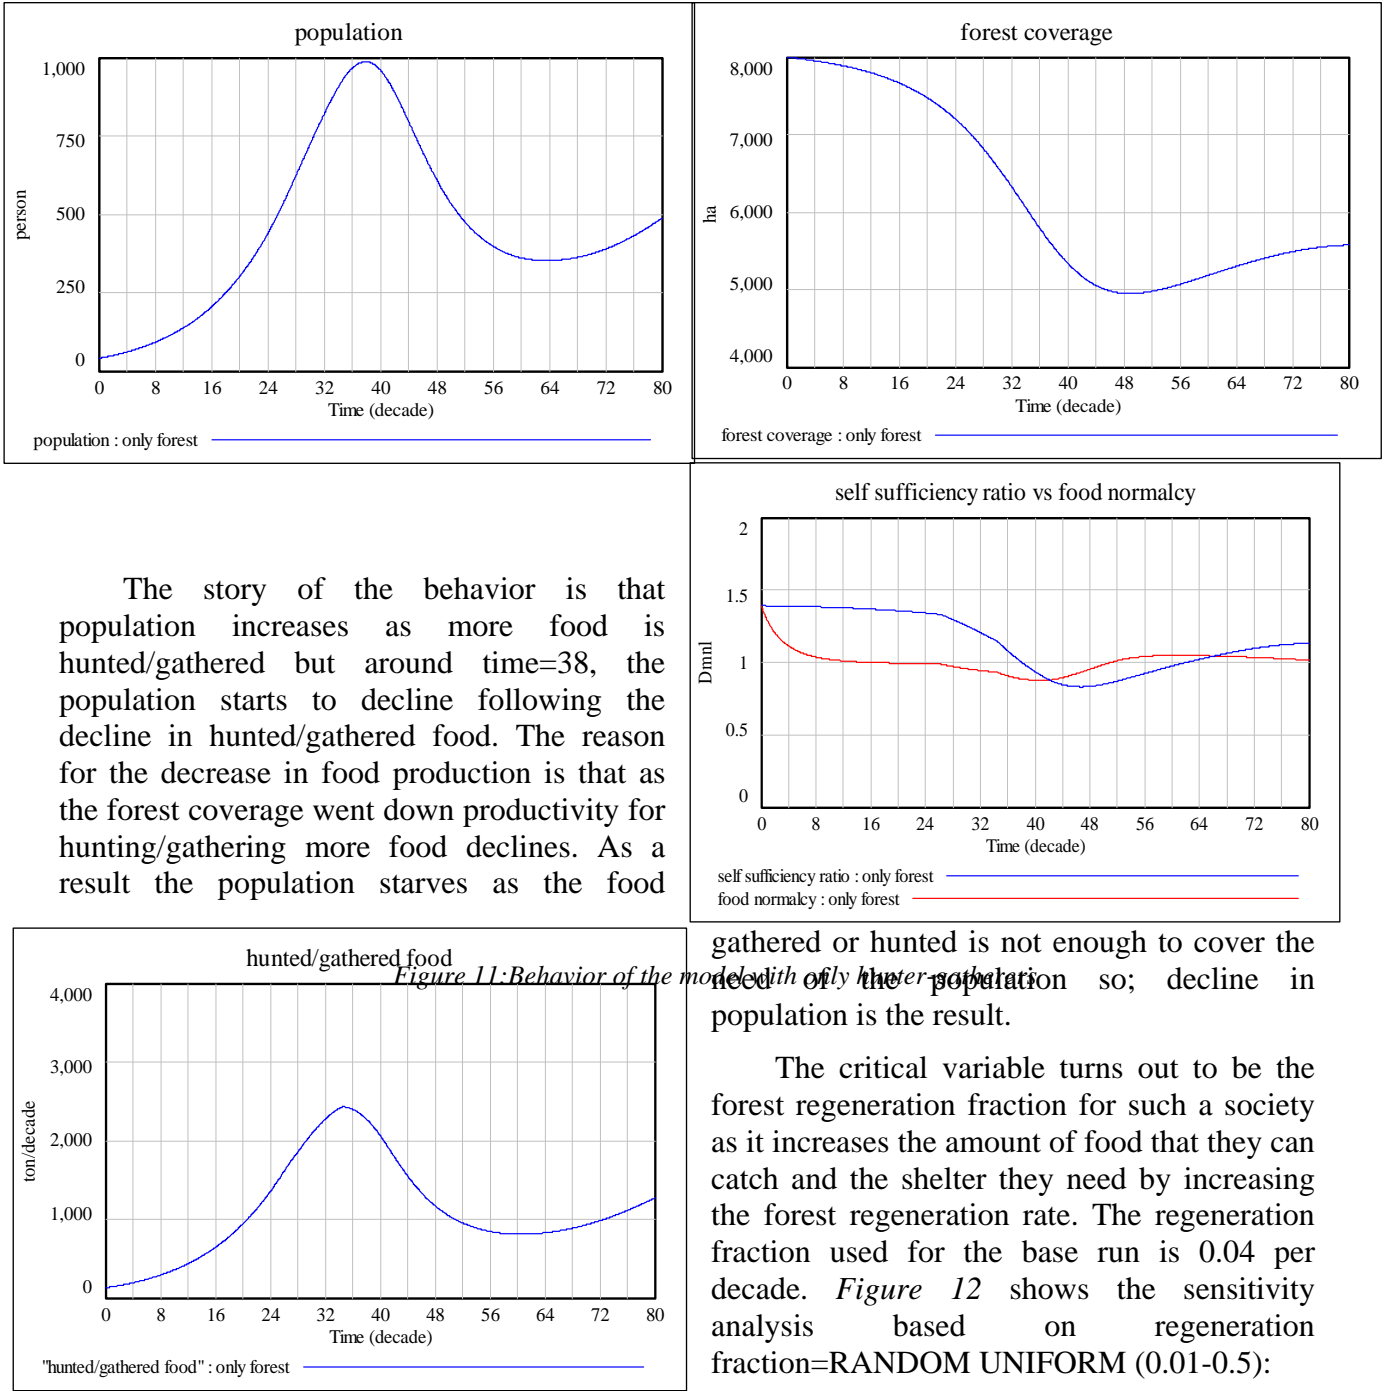 population
1,000
750
500
250
0
person
0 8 16 24 32 40 48 56 64 72 80
Time (decade)
population : only forest
forest coverage
8,000
7,000
6,000
5,000
4,000
ha
0 8 16 24 32 40 48 56 64 72 80
Time (decade)
forest coverage : only forest
self sufficiency ratio vs food normalcy
2
1.5
1
0.5
0
Dmnl
0 8 16 24 32 40 48 56 64 72 80
Time (decade)
self sufficiency ratio : only forest
food normalcy : only forest
The story of the behavior is that
population increases as more food is
hunted/gathered but around time=38, the
population starts to decline following the
decline in hunted/gathered food. The reason
for the decrease in food production is that as
the forest coverage went down productivity for
hunting/gathering more food declines. As a
result the population starves as the food
hunted/gathered food
4,000
3,000
2,000
1,000
0
ton/decade
0 8 16 24 32 40 48 56 64 72 80
Time (decade)
"hunted/gathered food" : only forest
Figure 11:Behavior of the model with only hunter-gatherers
gathered or hunted is not enough to cover the
need of the population so; decline in
population is the result.
The critical variable turns out to be the
forest regeneration fraction for such a society
as it increases the amount of food that they can
catch and the shelter they need by increasing
the forest regeneration rate. The regeneration
fraction used for the base run is 0.04 per
decade. Figure 12 shows the sensitivity
analysis based on regeneration
fraction=RANDOM UNIFORM (0.01-0.5):